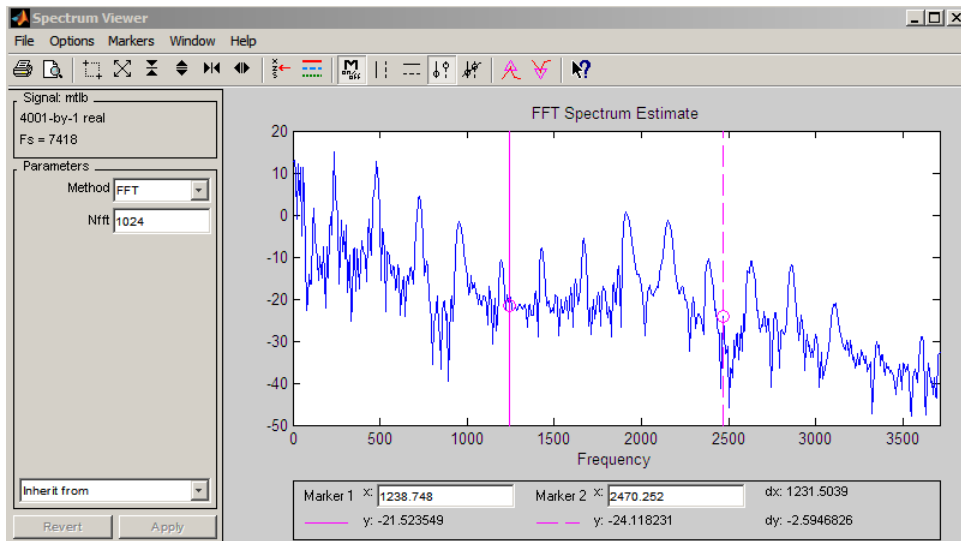 Spectrum Viewer
File Options Markers Window Help
M
on/off
Signal: mtlb
4001-by-1 real
Fs = 7418
Parameters
Method FFT
Nfft 1024
Inherit from
Revert Apply
FFT Spectrum Estimate
20
10
0
-10
-20
-30
-40
-50
0 500 1000 1500 2000 2500 3000 3500
Frequency
Marker 1 x: 1238.748 Marker 2 x: 2470.252 dx: 1231.5039
y: -21.523549 y: -24.118231 dy: -2.5946826